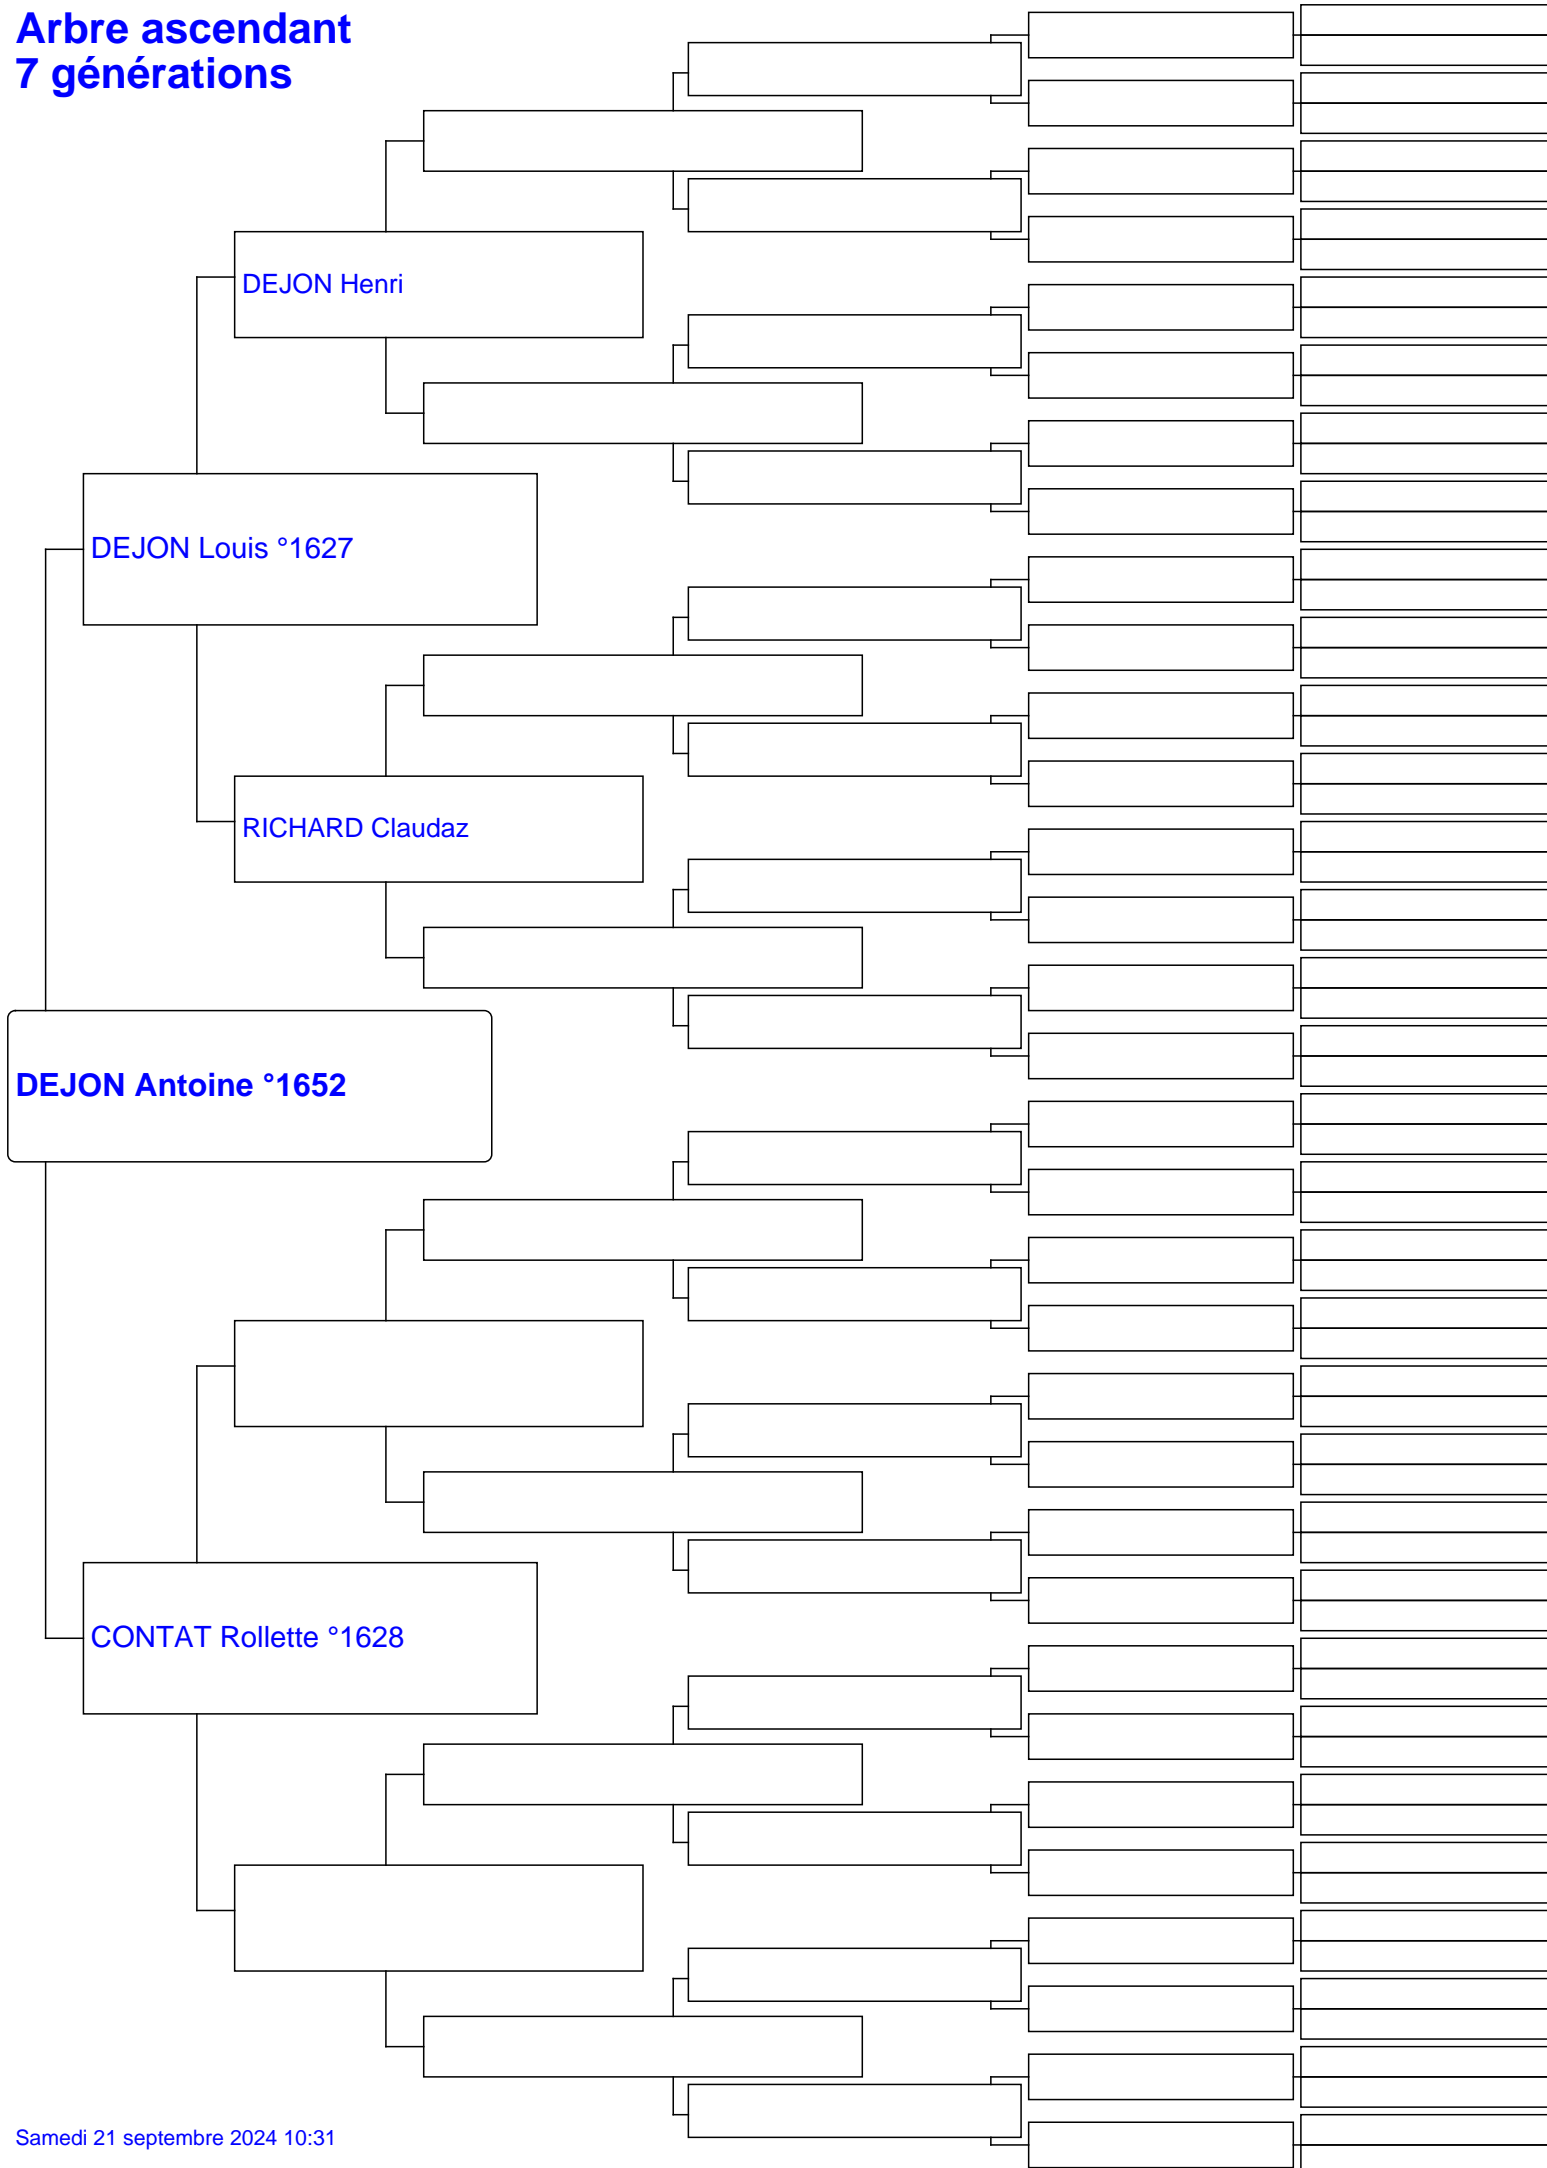 Arbre ascendant
7 générations
DEJON Henri
DEJON Louis °1627
RICHARD Claudaz
DEJON Antoine °1652
CONTAT Rollette °1628
Samedi 21 septembre 2024 10:31